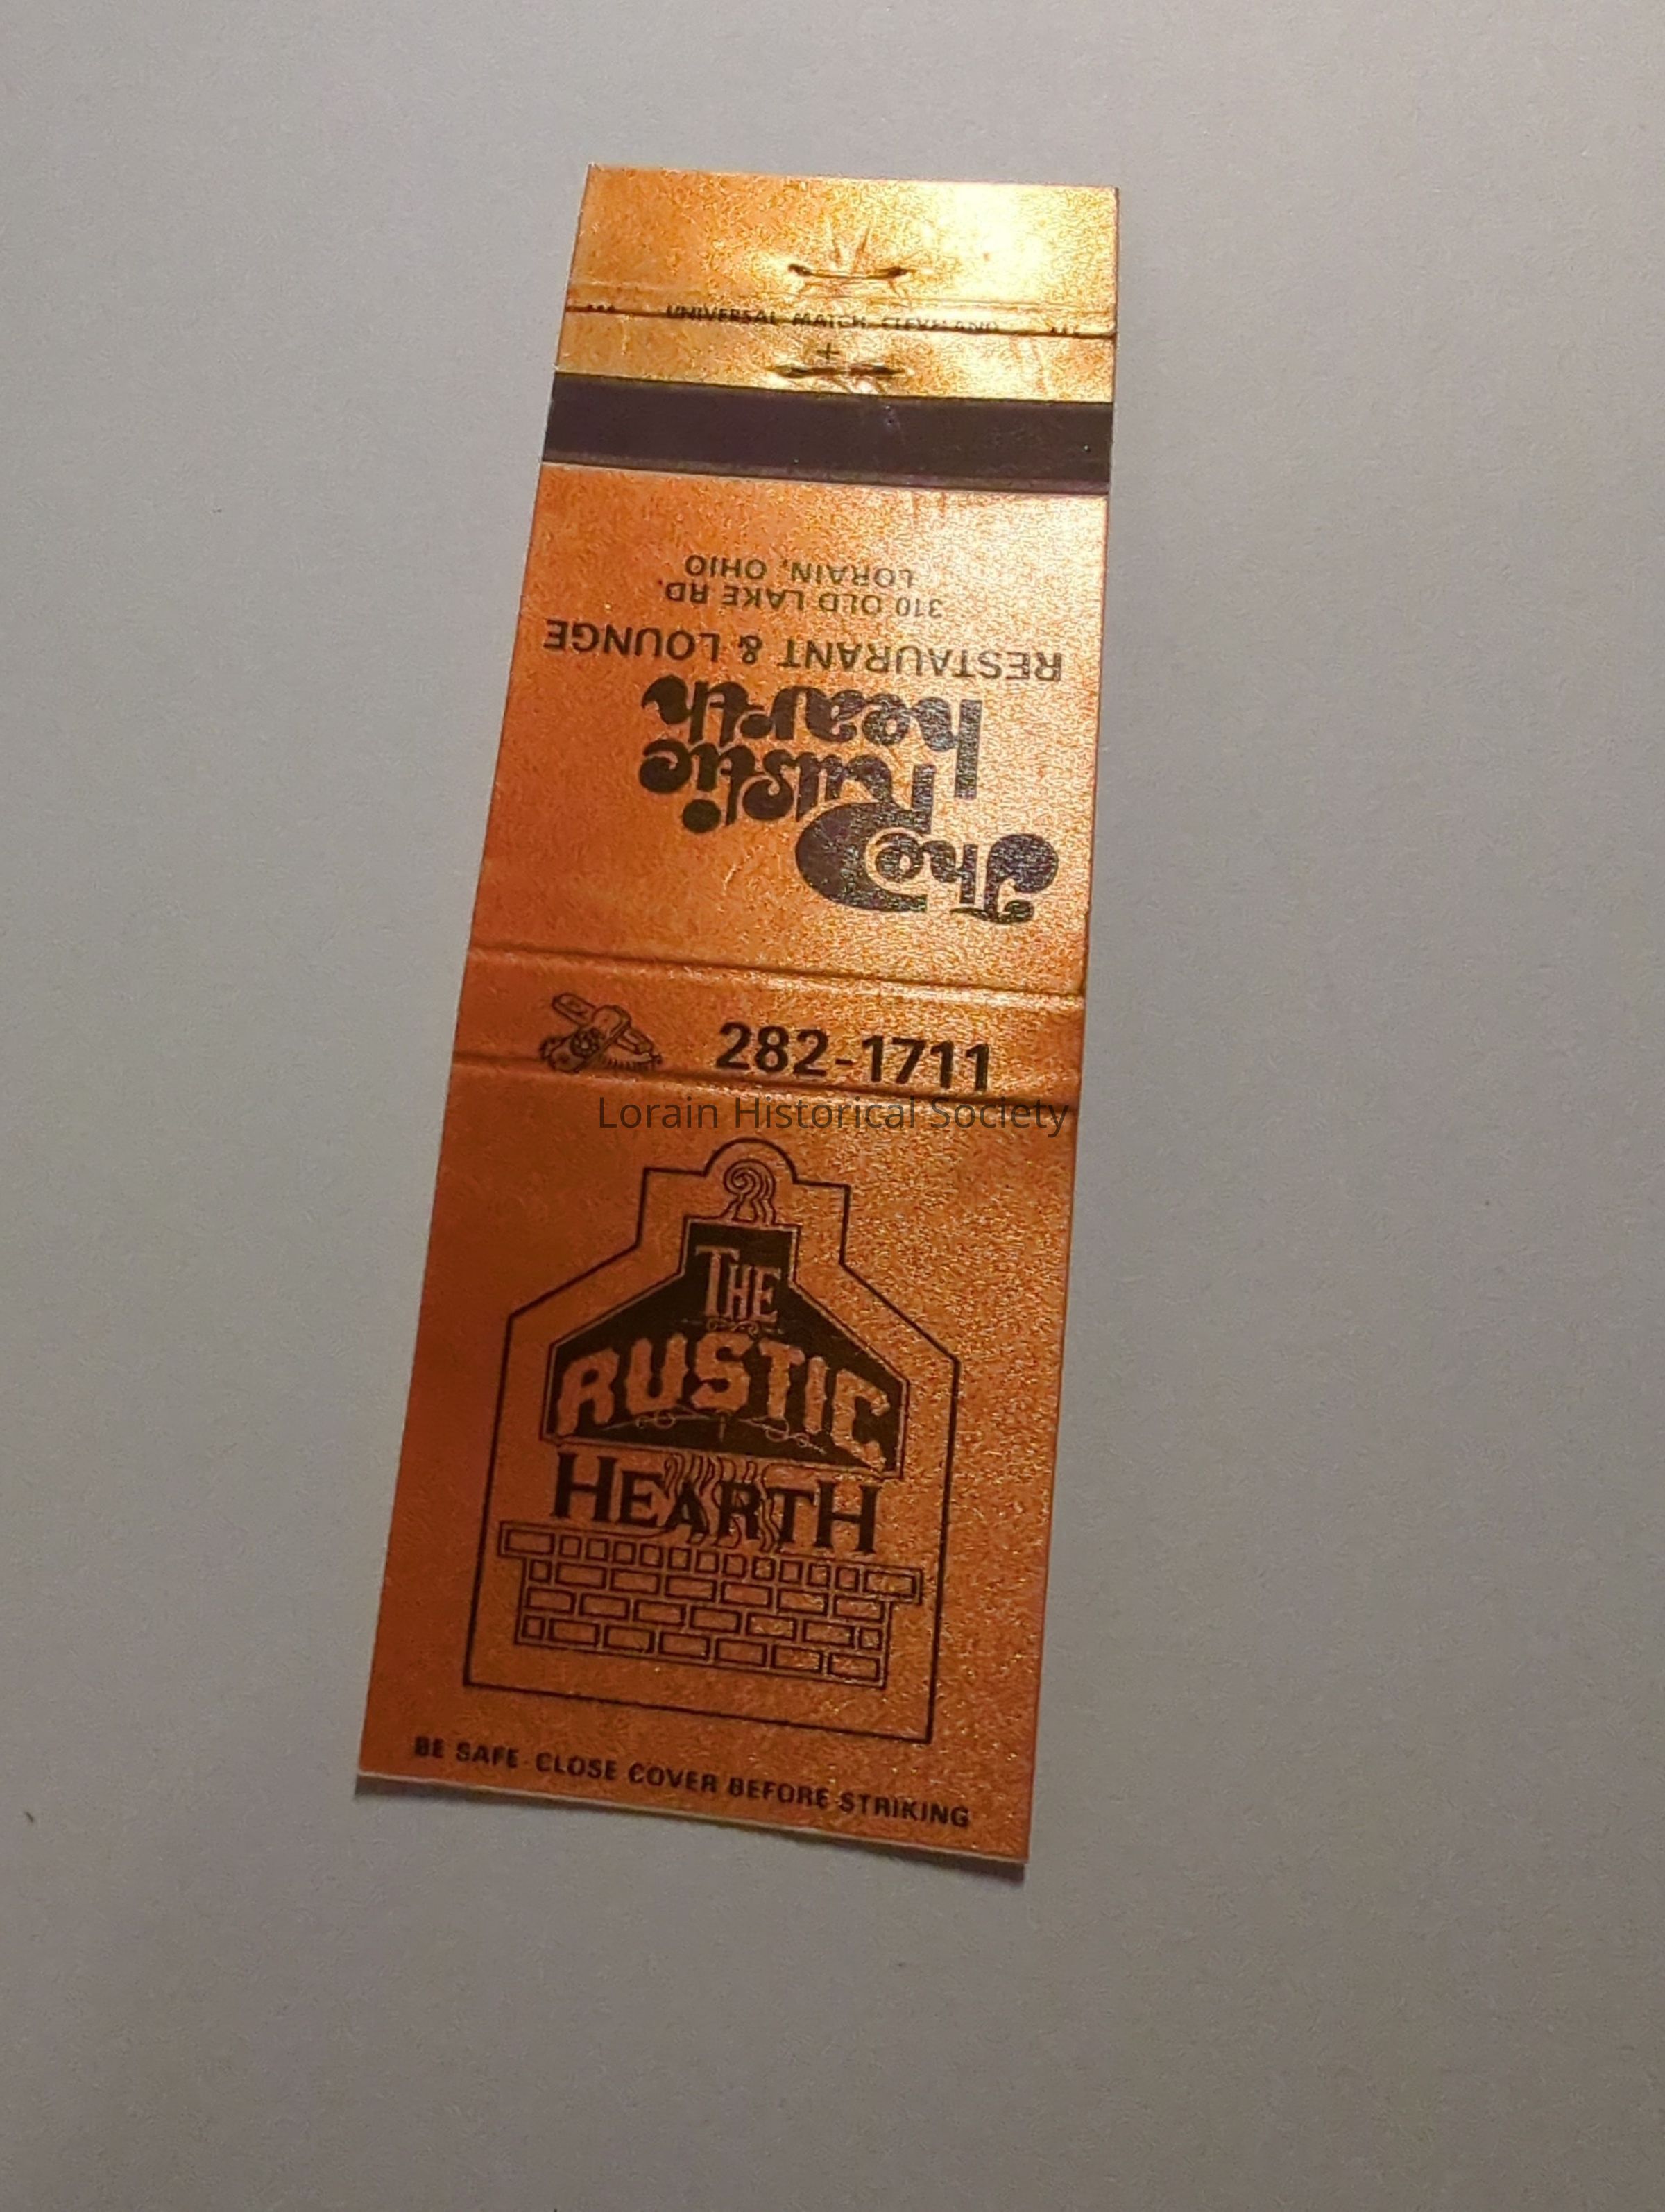 UNIVERSAL MATCH CLEVELAND
The
Rustic
hearth
RESTAURANT & LOUNGE
310 OLD LAKE RD.
LORAIN, OHIO
282-1711
Lorain Historical Society
THE
RUSTIC
HEARTH
BE SAFE - CLOSE COVER BEFORE STRIKING